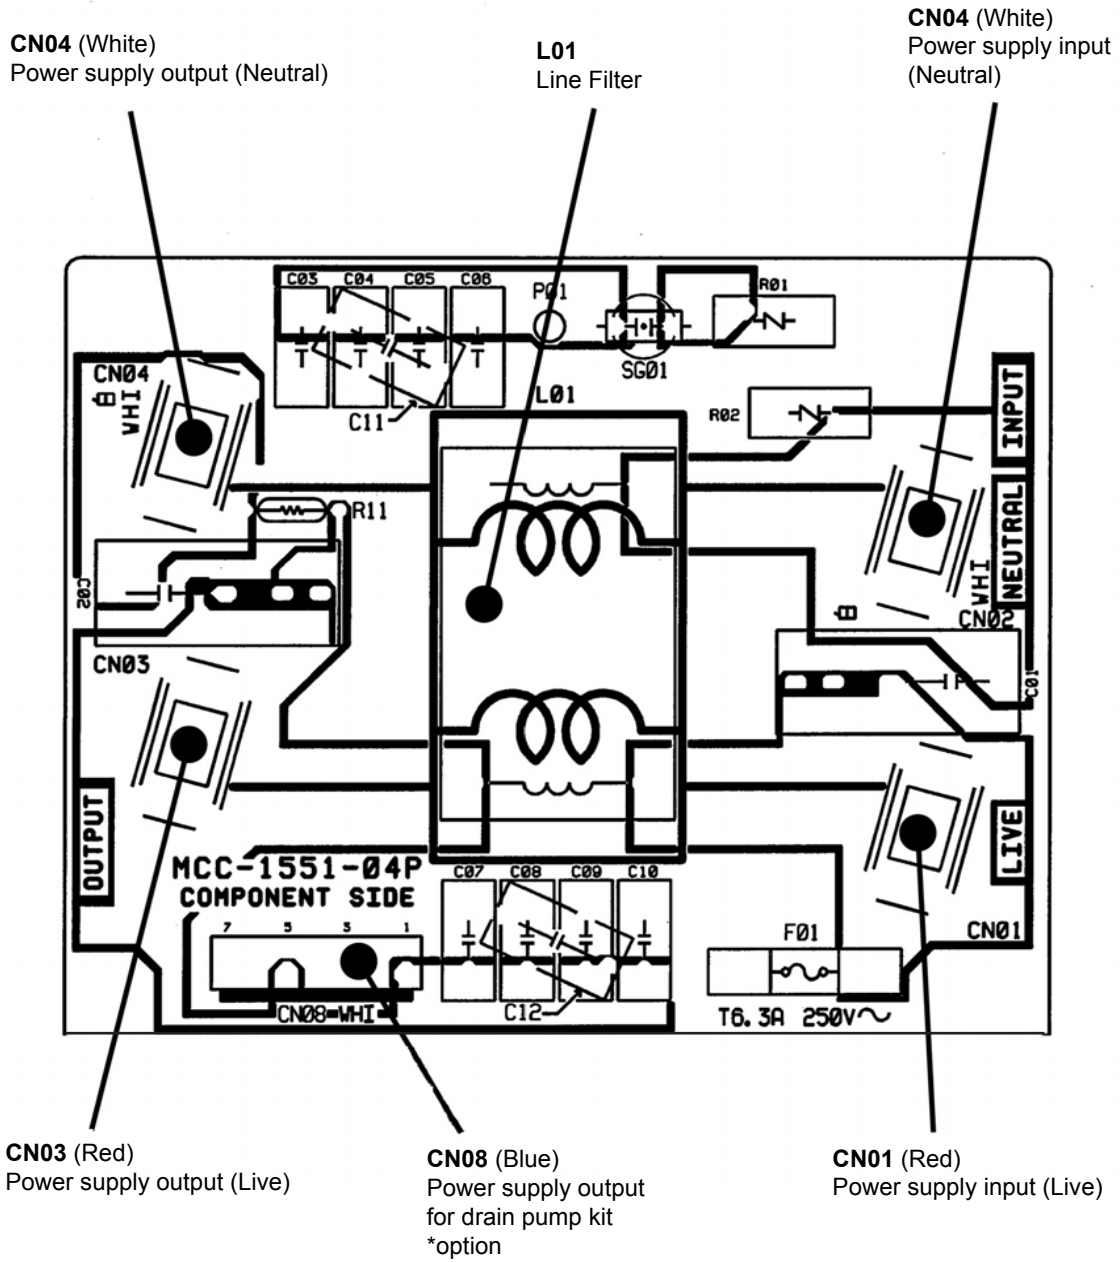 CN04 (White)
Power supply output (Neutral)
L01
Line Filter
CN04 (White)
Power supply input
(Neutral)
C03
C04
C05
C06
P01
R01
SG01
CN04
WHI
C11
L01
R02
INPUT
R11
NEUTRAL
WHI
C02
CN02
CN03
C01
OUTPUT
LIVE
MCC-1551-04P
COMPONENT SIDE
C07
C08
C09
C10
7
5
3
1
F01
CN01
CN08=WHI
C12
T6.3A 250V~
CN03 (Red)
Power supply output (Live)
CN08 (Blue)
Power supply output
for drain pump kit
*option
CN01 (Red)
Power supply input (Live)